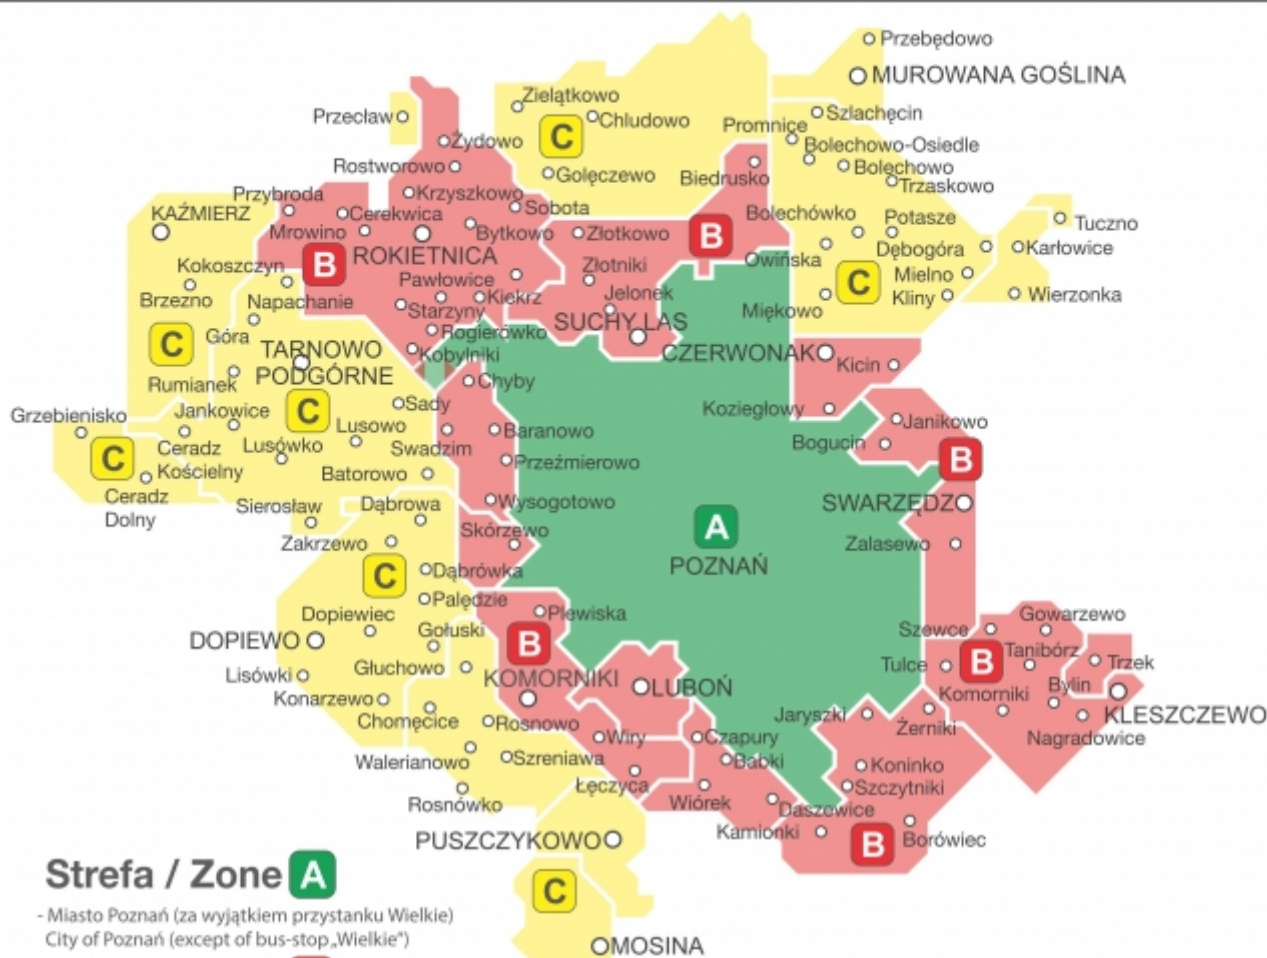 Przebędowo
MUROWANA GOŚLINA
Zielątkowo
Przecław
C
Chludowo
Szlachęcin
Promnice
Żydowo
Bolechowo-Osiedle
Rostworowo
Bolechowo
Golęczewo
Biedrusko
Trzaskowo
Przybroda
Krzyszkowo
KAŹMIERZ
Cerekwica
Sobota
Bolechówko
Potasze
Tuczno
Mrowino
Bytkowo
Złotkowo
B
Dębogóra
Karłowice
B
ROKIETNICA
Owińska
Kokoszczyn
Złotniki
Mielno
Pawłowice
C
Brzezno
Napachanie
Kiekrz
Jelonek
Kliny
Wierzonka
Starzyny
Miękowo
SUCHY LAS
Góra
Rogierówko
C
TARNOWO
PODGÓRNE
Kobylniki
CZERWONAK
Kicin
Rumianek
Chyby
Grzebienisko
Jankowice
C
Sady
Koziegłowy
Lusowo
Janikowo
Ceradz
Kościelny
Lusówko
Swadzim
Baranowo
Bogucin
C
Batorowo
Przeźmierowo
B
Ceradz
Dolny
Sierosław
Dąbrowa
Wysogotowo
SWARZĘDZ
Zakrzewo
Skórzewo
A
POZNAŃ
Zalasewo
C
Dąbrówka
Palędzie
Dopiewiec
Plewiska
Gowarzewo
DOPIEWO
Gołuski
B
Szewce
Tanibórz
Lisówki
Głuchowo
KOMORNIKI
LUBOŃ
Tulce
B
Trzek
Konarzewo
Komorniki
Bylin
Chomęcice
Rosnowo
Jaryszki
Żerniki
KLESZCZEWO
Wiry
Czapury
Nagradowice
Walerianowo
Szreniawa
Babki
Koninko
Rosnówko
Łęczyca
Wiórek
Szczytniki
Daszewice
PUSZCZYKOWO
Kamionki
B
Borówiec
C
MOSINA
Strefa / Zone A
- Miasto Poznań (za wyjątkiem przystanku Wielkie)
City of Poznań (except of bus-stop „Wielkie")